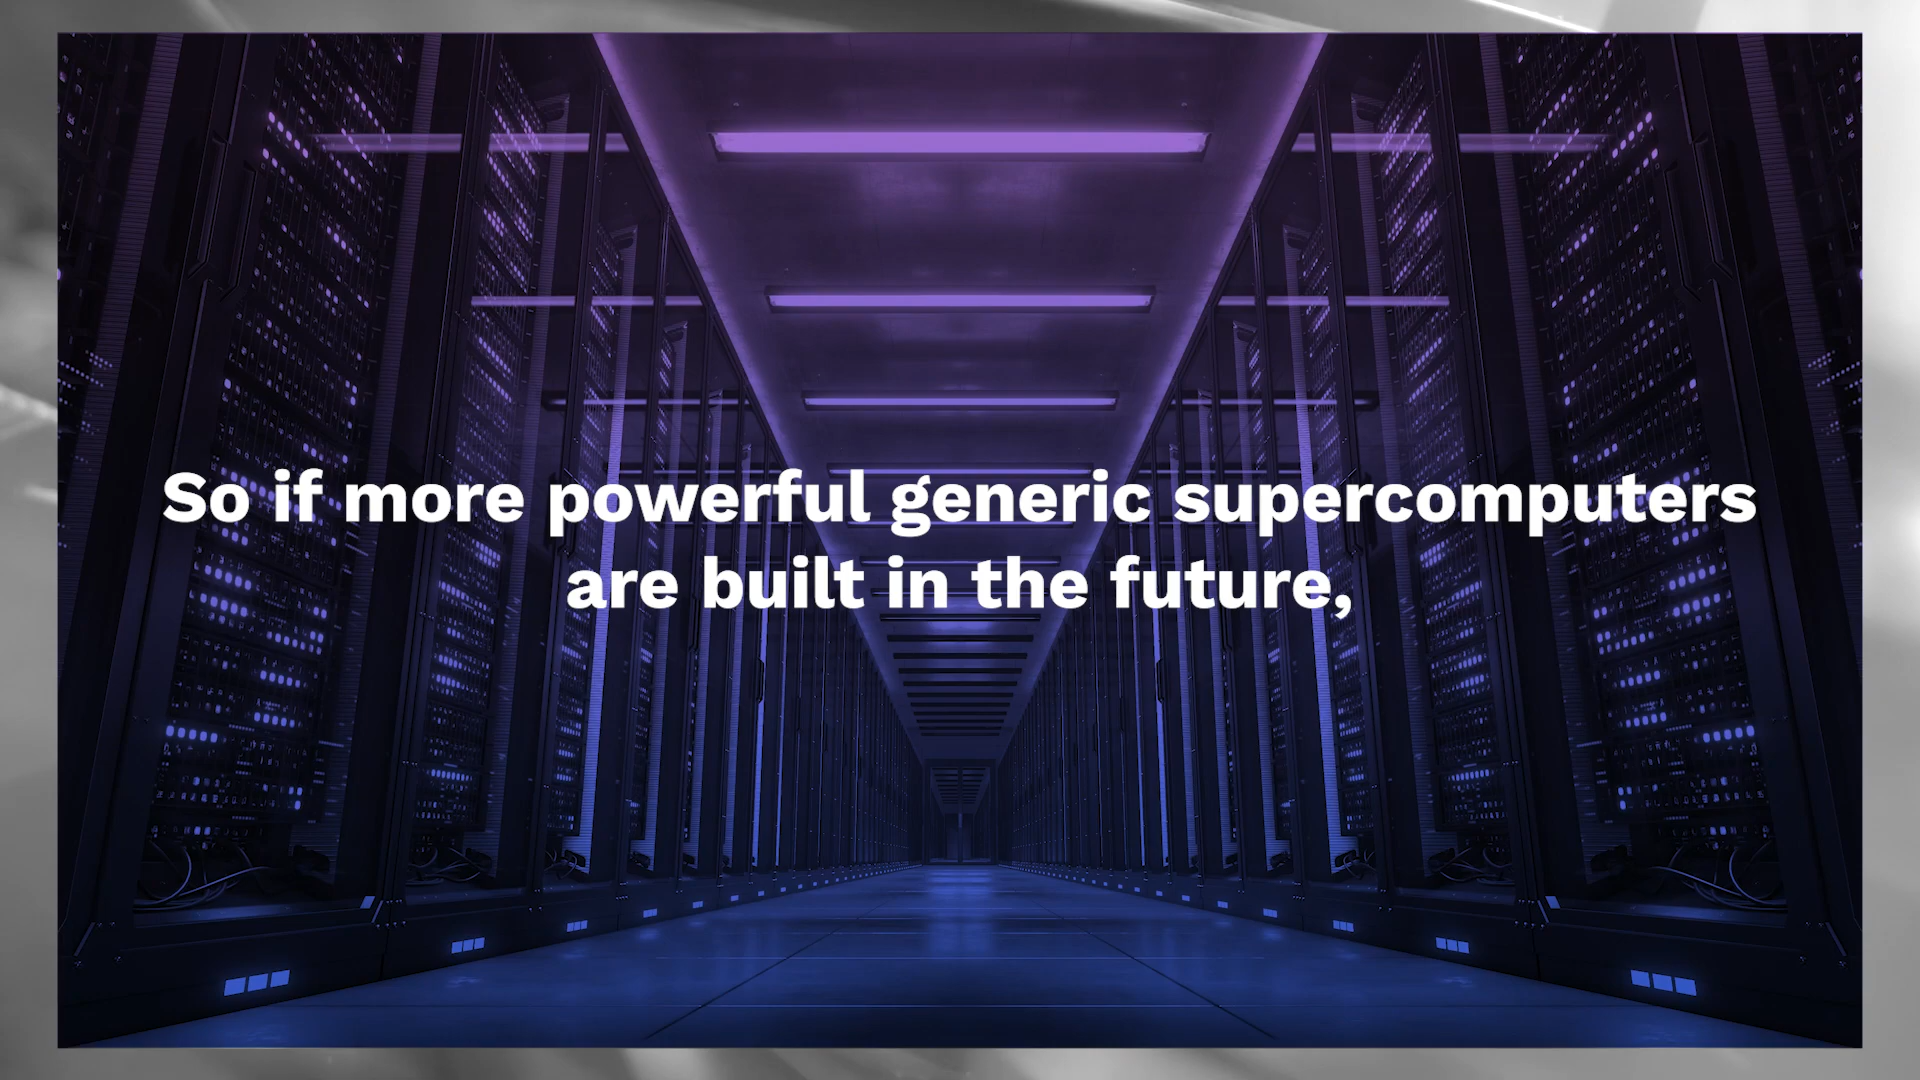 So if more powerful generic supercomputers
are built in the future,